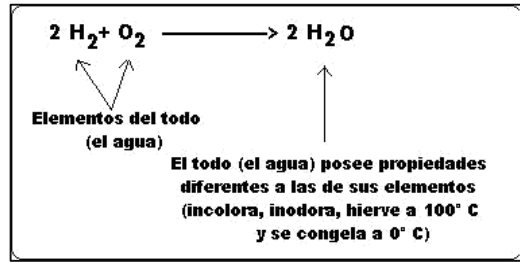 2 H2+ O2 → 2 H2O
Elementos del todo
(el agua)
El todo (el agua) posee propiedades
diferentes a las de sus elementos
(incolora, inodora, hierve a 100° C
y se congela a 0° C)